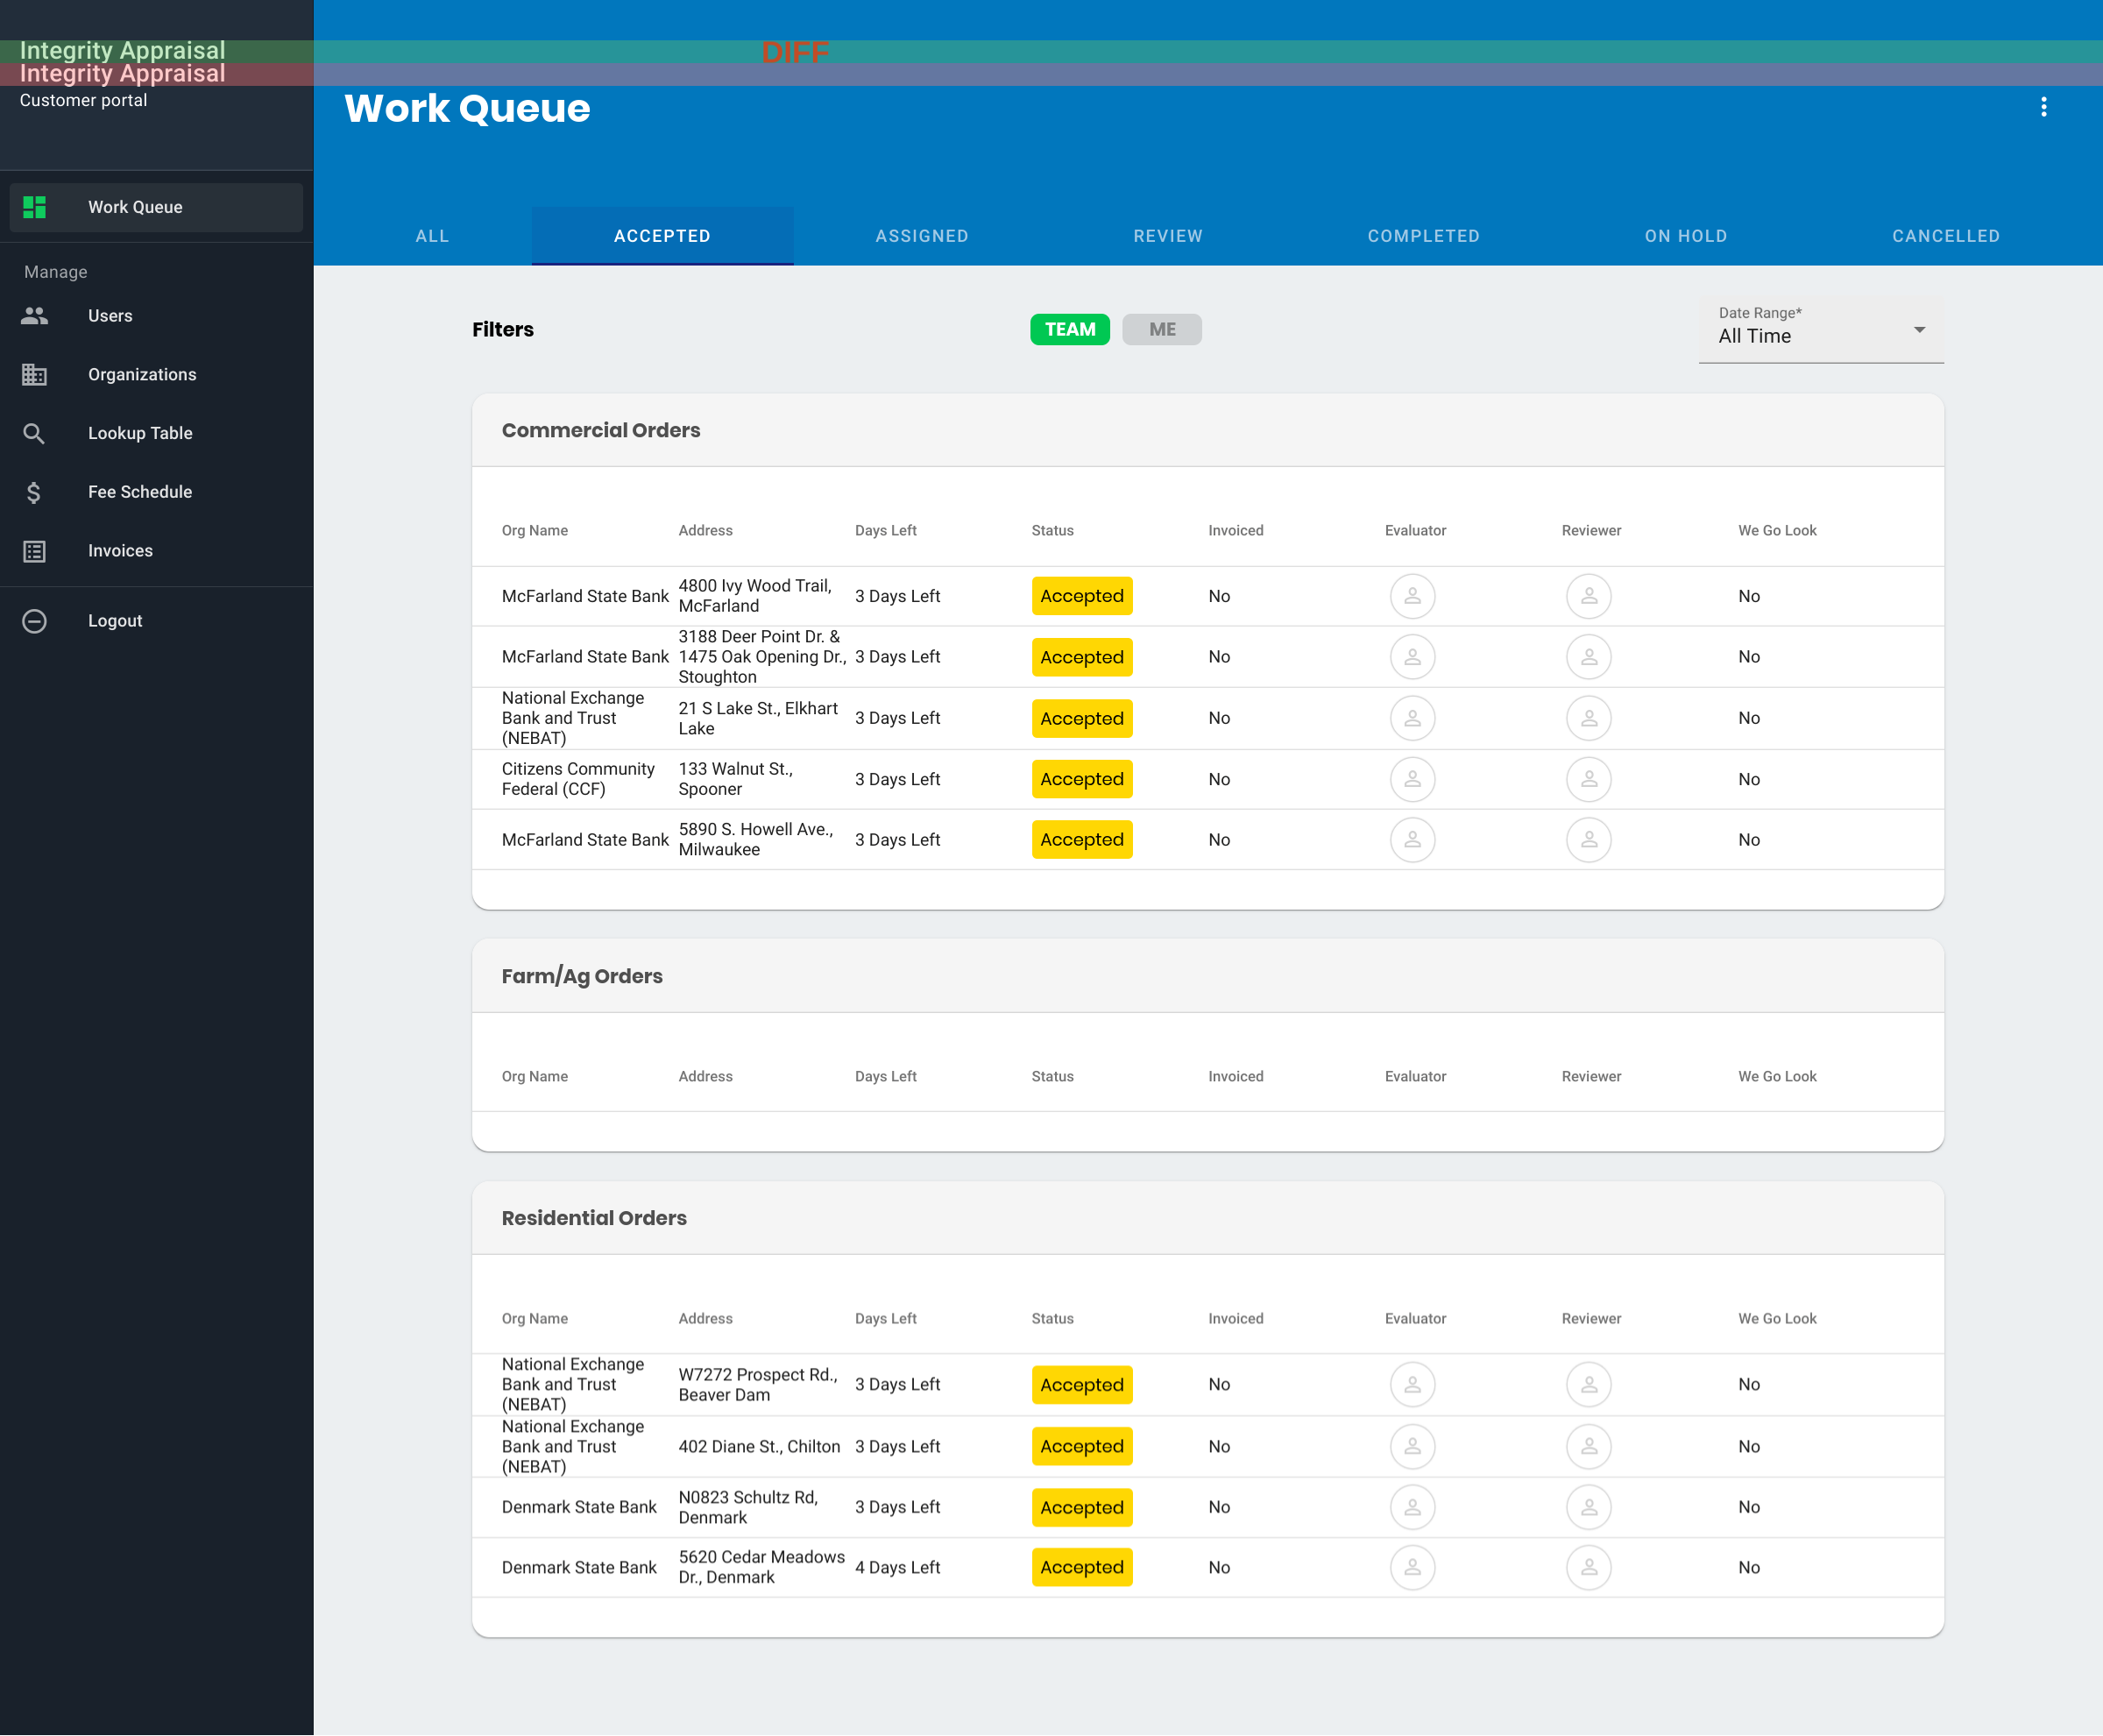 Integrity Appraisal
Integrity Appraisal
Customer portal
DIFF
Work Queue
Work Queue
Manage
Users
Organizations
Lookup Table
Fee Schedule
Invoices
Logout
ALL ACCEPTED ASSIGNED REVIEW COMPLETED ON HOLD CANCELLED
Filters TEAM ME
Date Range*
All Time
Commercial Orders
Org Name Address Days Left Status Invoiced Evaluator Reviewer We Go Look
McFarland State Bank 4800 Ivy Wood Trail, McFarland 3 Days Left Accepted No No
McFarland State Bank 3188 Deer Point Dr. & 1475 Oak Opening Dr., Stoughton 3 Days Left Accepted No No
National Exchange Bank and Trust (NEBAT) 21 S Lake St., Elkhart Lake 3 Days Left Accepted No No
Citizens Community Federal (CCF) 133 Walnut St., Spooner 3 Days Left Accepted No No
McFarland State Bank 5890 S. Howell Ave., Milwaukee 3 Days Left Accepted No No
Farm/Ag Orders
Org Name Address Days Left Status Invoiced Evaluator Reviewer We Go Look
Residential Orders
Org Name Address Days Left Status Invoiced Evaluator Reviewer We Go Look
National Exchange Bank and Trust (NEBAT) W7272 Prospect Rd., Beaver Dam 3 Days Left Accepted No No
National Exchange Bank and Trust (NEBAT) 402 Diane St., Chilton 3 Days Left Accepted No No
Denmark State Bank N0823 Schultz Rd, Denmark 3 Days Left Accepted No No
Denmark State Bank 5620 Cedar Meadows Dr., Denmark 4 Days Left Accepted No No